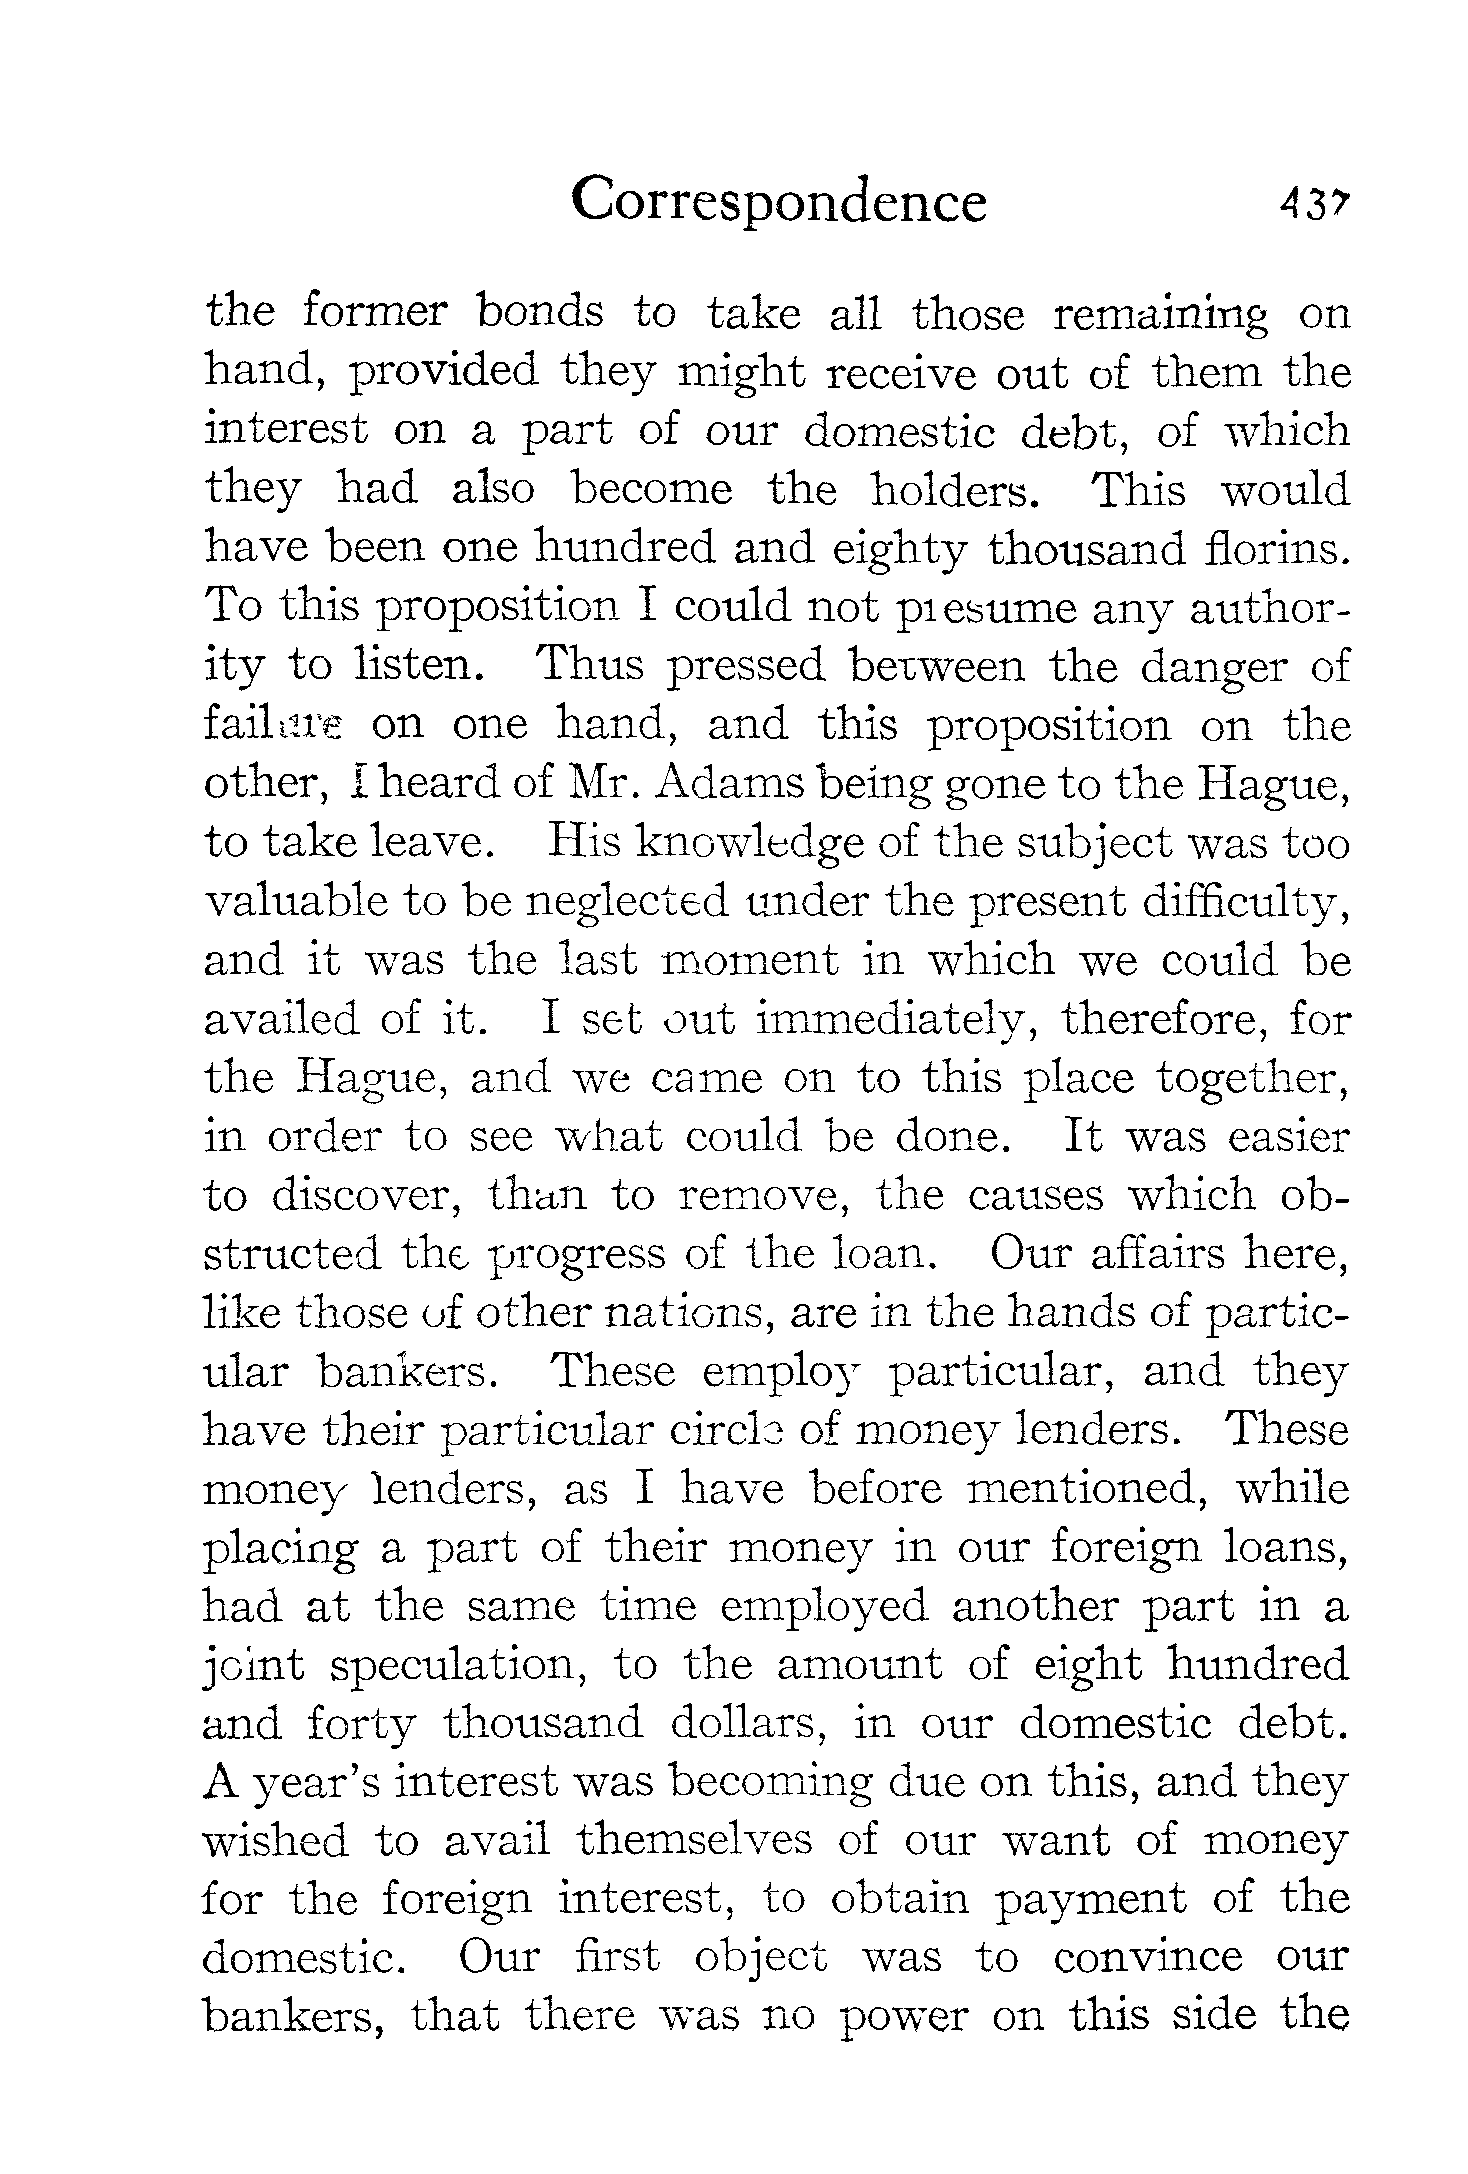 Correspondence 437
the former bonds to take all those remaining on
hand, provided they might receive out of them the
interest on a part of our domestic debt, of which
they had also become the holders. This would
have been one hundred and eighty thousand florins.
To this proposition I could not presume any author-
ity to listen. Thus pressed between the danger of
failure on one hand, and this proposition on the
other, I heard of Mr. Adams being gone to the Hague,
to take leave. His knowledge of the subject was too
valuable to be neglected under the present difficulty,
and it was the last moment in which we could be
availed of it. I set out immediately, therefore, for
the Hague, and we came on to this place together,
in order to see what could be done. It was easier
to discover, than to remove, the causes which ob-
structed the progress of the loan. Our affairs here,
like those of other nations, are in the hands of partic-
ular bankers. These employ particular, and they
have their particular circle of money lenders. These
money lenders, as I have before mentioned, while
placing a part of their money in our foreign loans,
had at the same time employed another part in a
joint speculation, to the amount of eight hundred
and forty thousand dollars, in our domestic debt.
A year's interest was becoming due on this, and they
wished to avail themselves of our want of money
for the foreign interest, to obtain payment of the
domestic. Our first object was to convince our
bankers, that there was no power on this side the